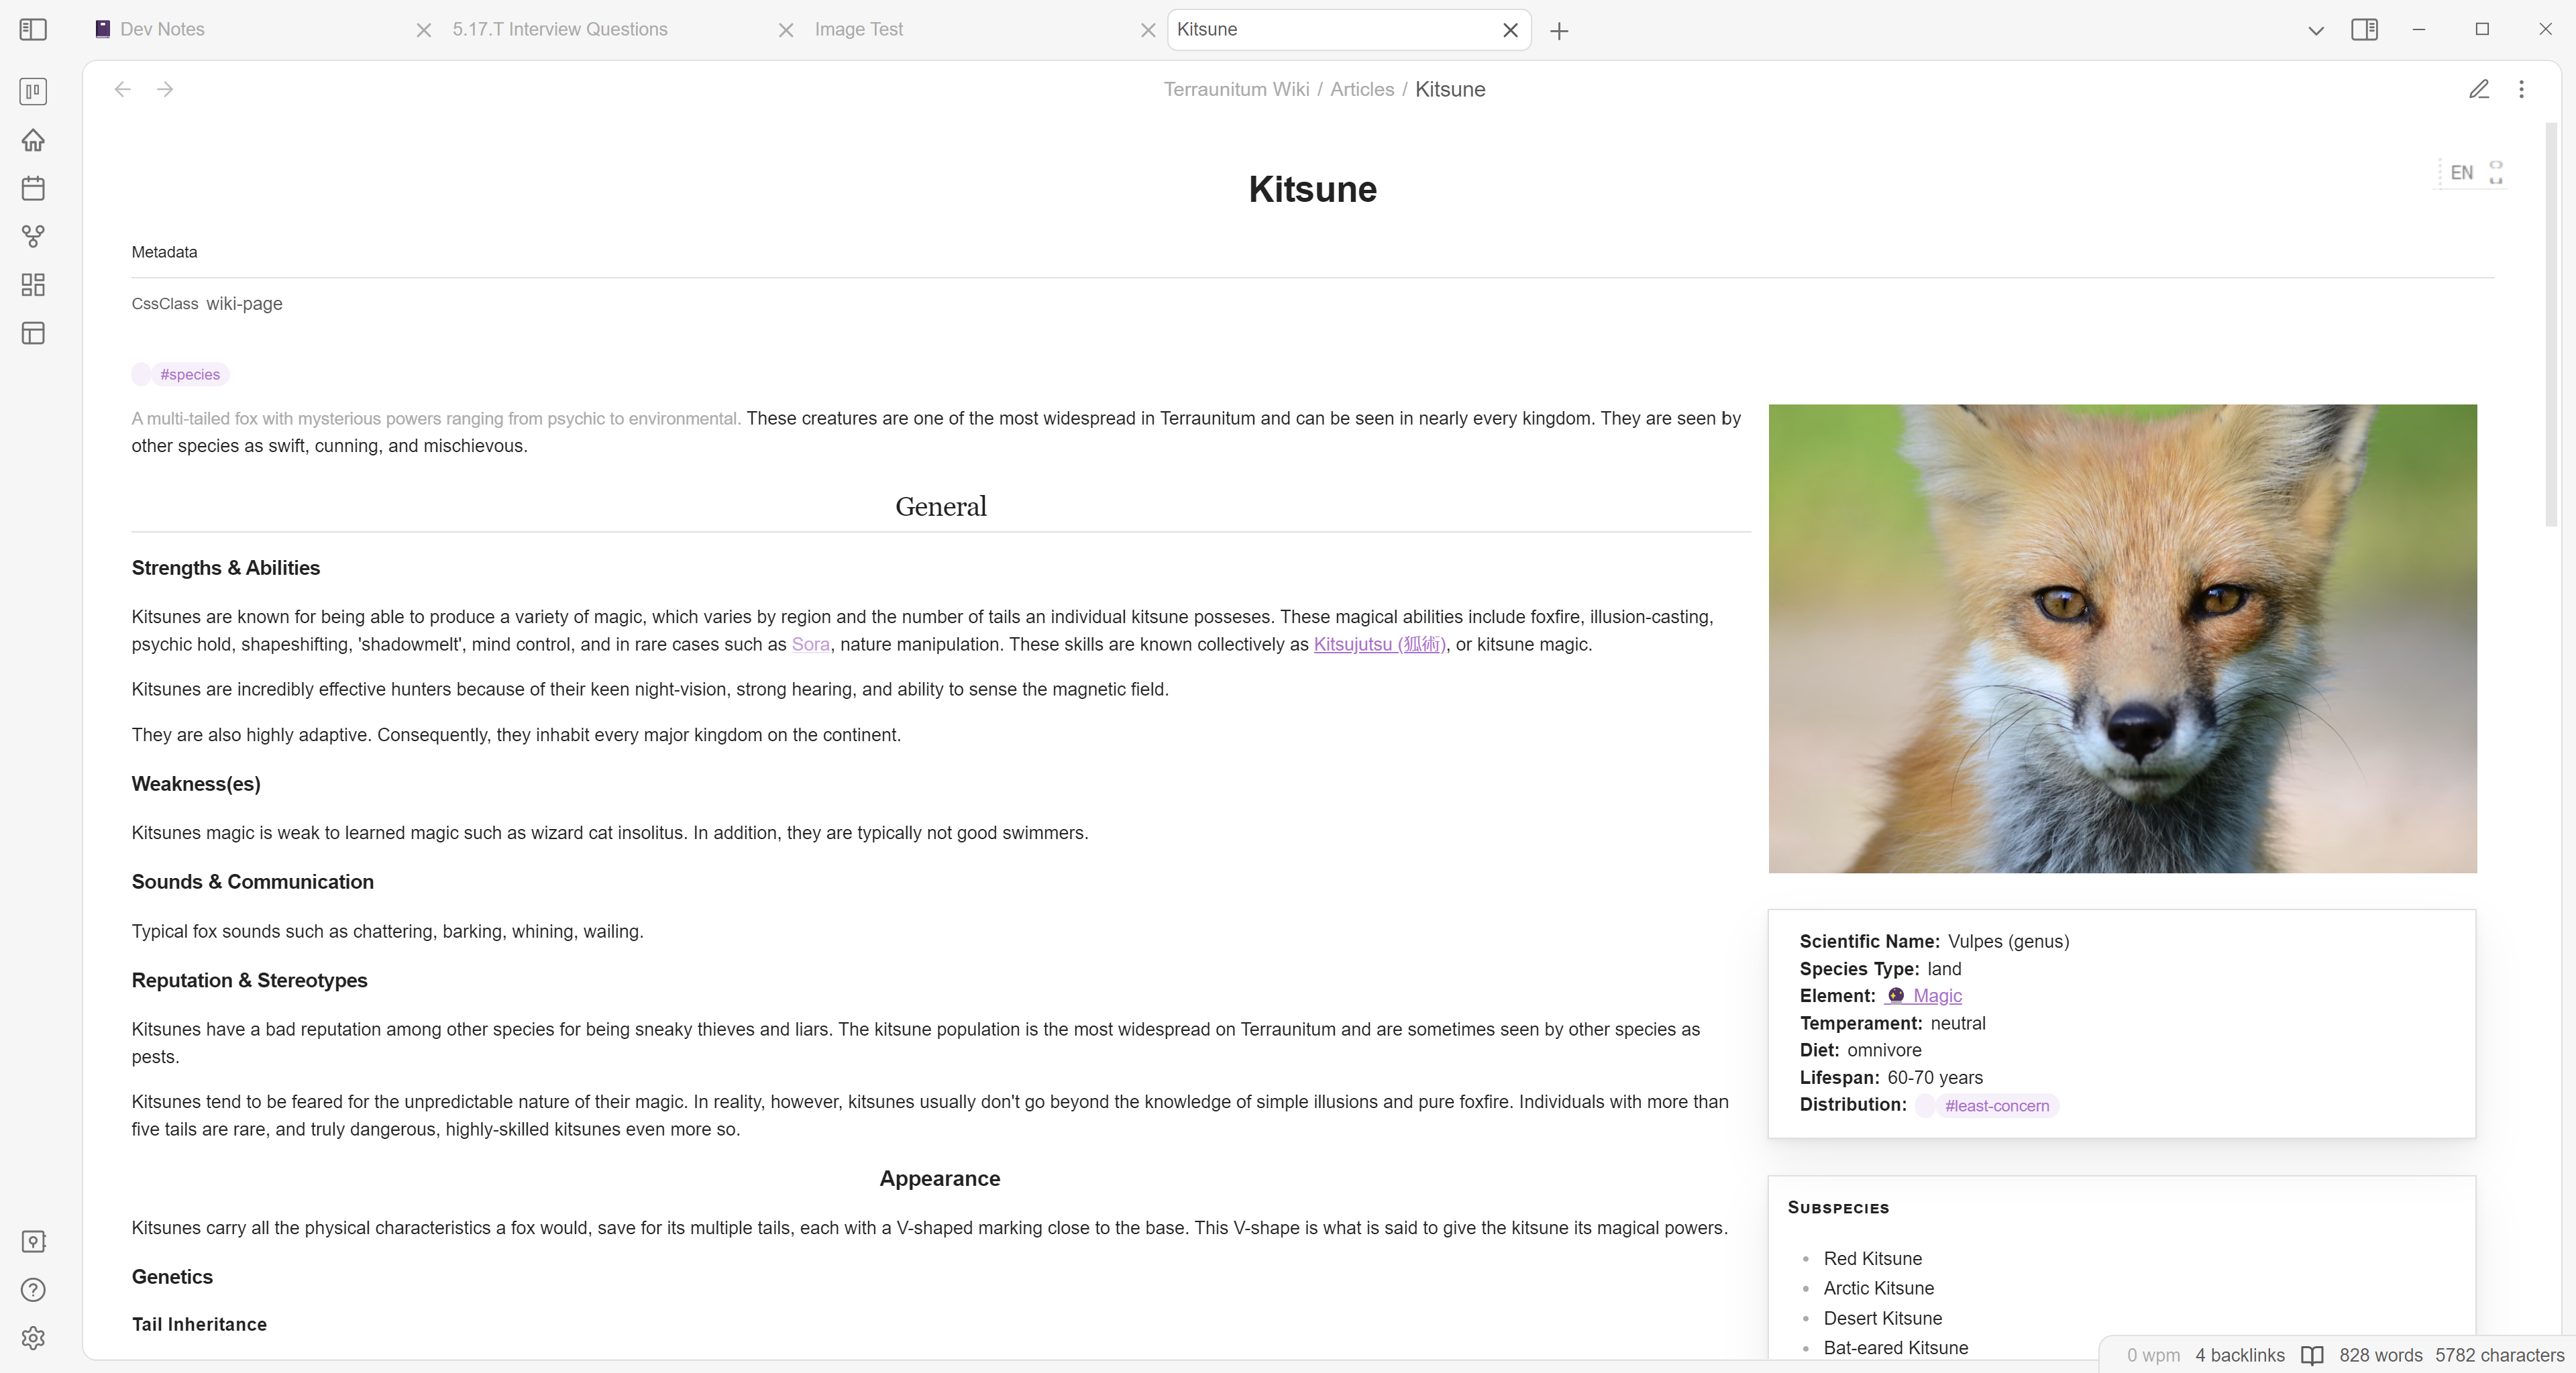 Dev Notes
5.17.T Interview Questions
Image Test
Kitsune
Terraunitum Wiki / Articles / Kitsune
EN
Kitsune
Metadata
CssClass wiki-page
#species
A multi-tailed fox with mysterious powers ranging from psychic to environmental. These creatures are one of the most widespread in Terraunitum and can be seen in nearly every kingdom. They are seen by
other species as swift, cunning, and mischievous.
General
Strengths & Abilities
Kitsunes are known for being able to produce a variety of magic, which varies by region and the number of tails an individual kitsune posseses. These magical abilities include foxfire, illusion-casting,
psychic hold, shapeshifting, 'shadowmelt', mind control, and in rare cases such as Sora, nature manipulation. These skills are known collectively as Kitsujutsu (狐術), or kitsune magic.
Kitsunes are incredibly effective hunters because of their keen night-vision, strong hearing, and ability to sense the magnetic field.
They are also highly adaptive. Consequently, they inhabit every major kingdom on the continent.
Weakness(es)
Kitsunes magic is weak to learned magic such as wizard cat insolitus. In addition, they are typically not good swimmers.
Sounds & Communication
Typical fox sounds such as chattering, barking, whining, wailing.
Reputation & Stereotypes
Kitsunes have a bad reputation among other species for being sneaky thieves and liars. The kitsune population is the most widespread on Terraunitum and are sometimes seen by other species as
pests.
Kitsunes tend to be feared for the unpredictable nature of their magic. In reality, however, kitsunes usually don't go beyond the knowledge of simple illusions and pure foxfire. Individuals with more than
five tails are rare, and truly dangerous, highly-skilled kitsunes even more so.
Appearance
Kitsunes carry all the physical characteristics a fox would, save for its multiple tails, each with a V-shaped marking close to the base. This V-shape is what is said to give the kitsune its magical powers.
Genetics
Tail Inheritance
Scientific Name: Vulpes (genus)
Species Type: land
Element: Magic
Temperament: neutral
Diet: omnivore
Lifespan: 60-70 years
Distribution: #least-concern
Subspecies
Red Kitsune
Arctic Kitsune
Desert Kitsune
Bat-eared Kitsune
0 wpm 4 backlinks 828 words 5782 characters